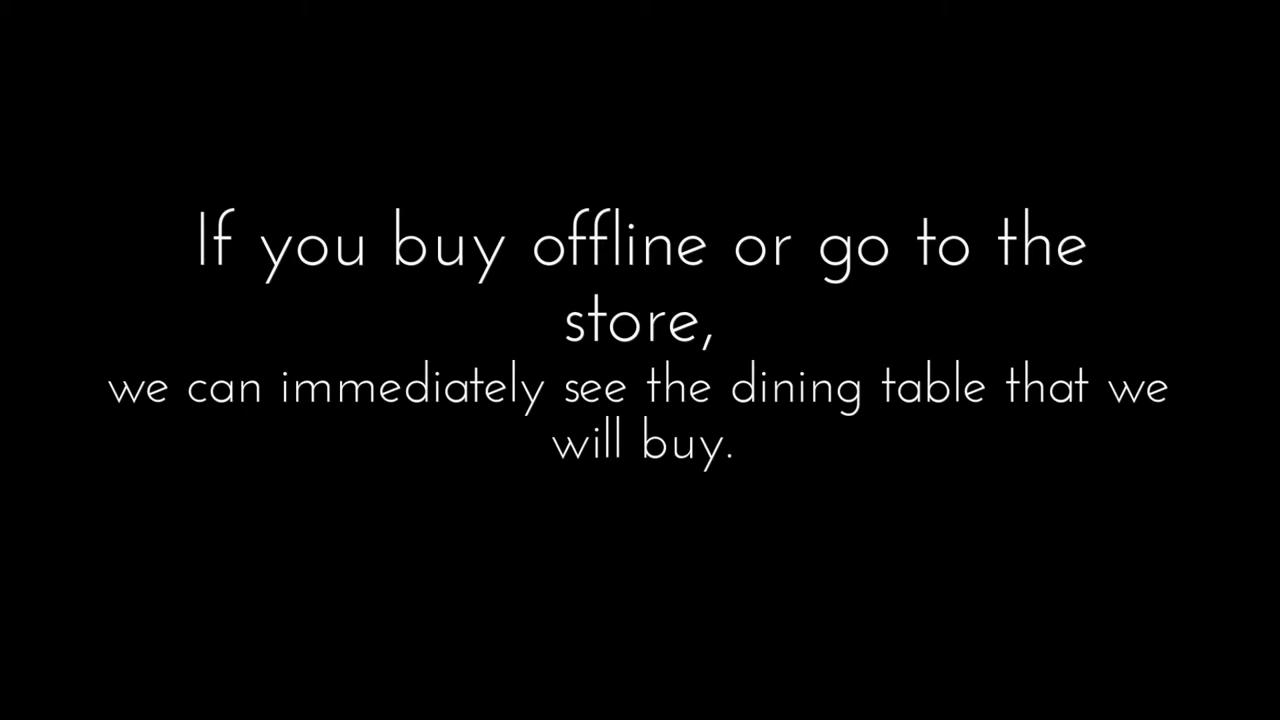 If you buy offline or go to the
store,
we can immediately see the dining table that we
will buy.